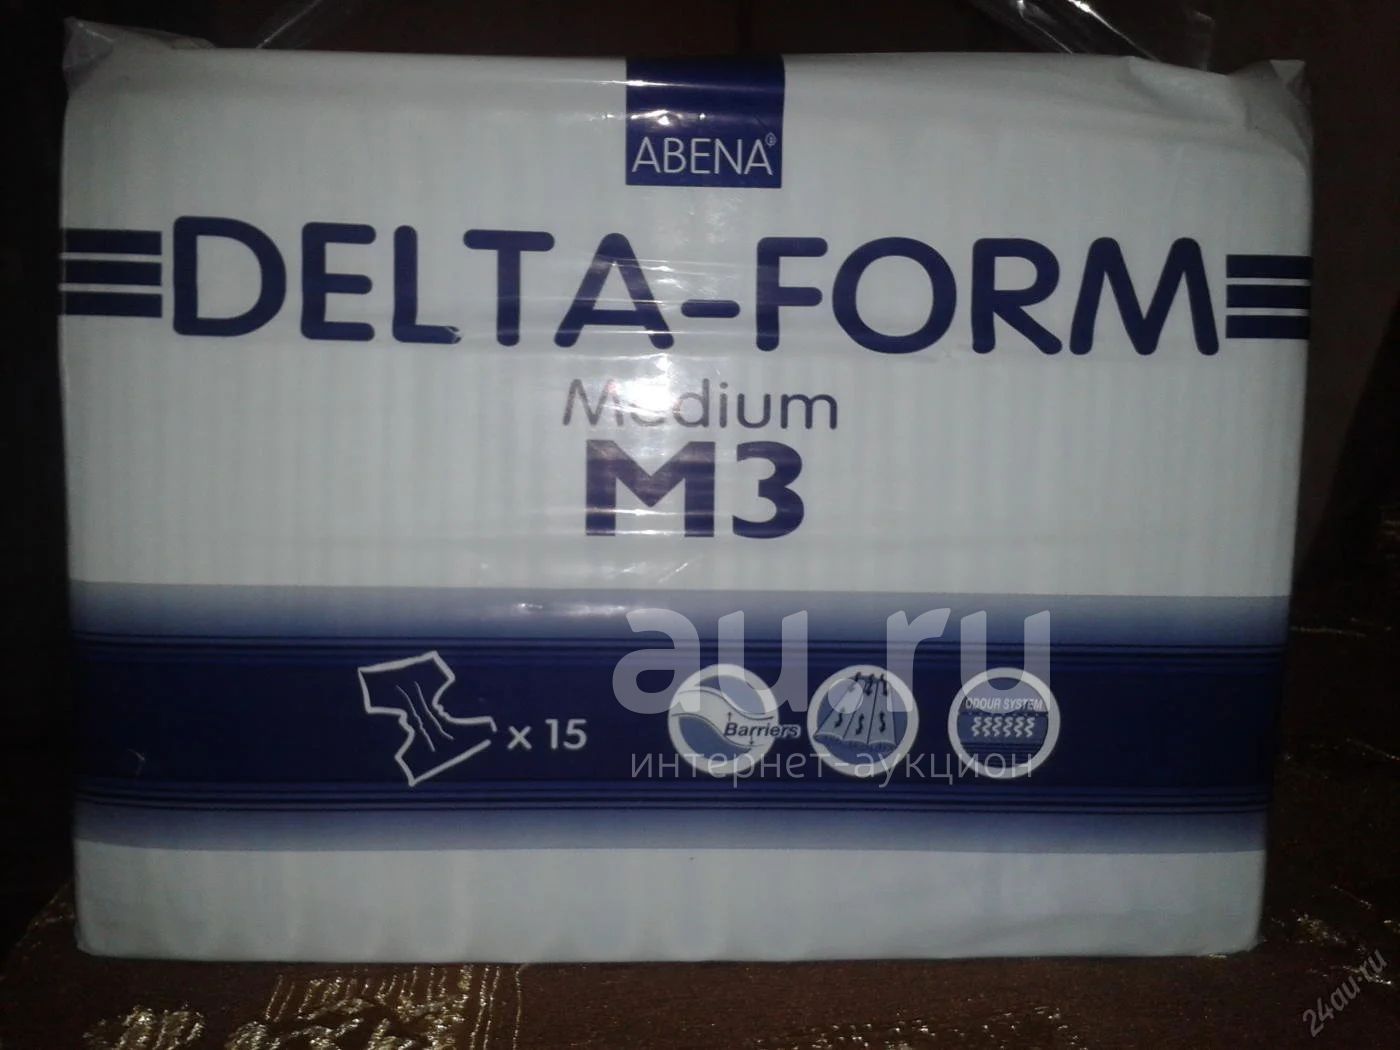 ABENA®
DELTA-FORM
Medium
M3
x 15
Barriers
ODOUR SYSTEM
au.ru
интернет-аукцион
24au.ru